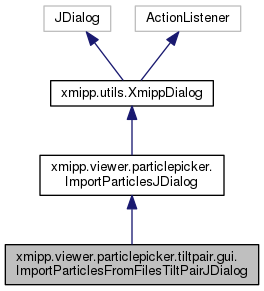 JDialog
ActionListener
xmipp.utils.XmippDialog
xmipp.viewer.particlepicker.
ImportParticlesJDialog
xmipp.viewer.particlepicker.tiltpair.gui.
ImportParticlesFromFilesTiltPairJDialog